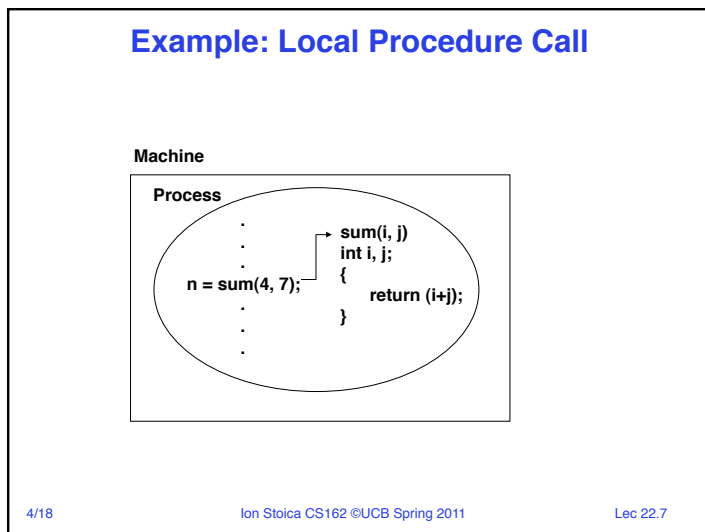 Example: Local Procedure Call
Machine
Process
.
.
.
n = sum(4, 7);
.
.
.
sum(i, j)
int i, j;
{
return (i+j);
}
4/18
Ion Stoica CS162 ©UCB Spring 2011
Lec 22.7